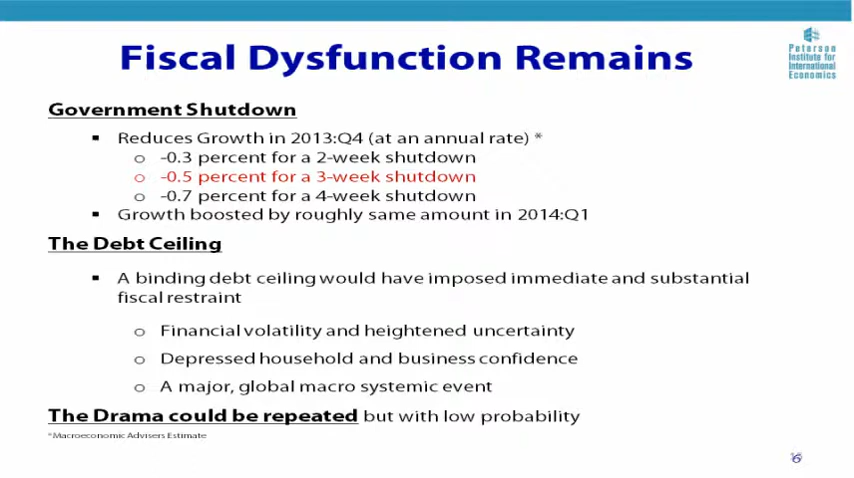 Fiscal Dysfunction Remains
Peterson
Institute for
International
Economics
Government Shutdown
▪ Reduces Growth in 2013:Q4 (at an annual rate) *
o -0.3 percent for a 2-week shutdown
o -0.5 percent for a 3-week shutdown
o -0.7 percent for a 4-week shutdown
▪ Growth boosted by roughly same amount in 2014:Q1
The Debt Ceiling
▪ A binding debt ceiling would have imposed immediate and substantial
fiscal restraint
o Financial volatility and heightened uncertainty
o Depressed household and business confidence
o A major, global macro systemic event
The Drama could be repeated but with low probability
*Macroeconomic Advisers Estimate
6